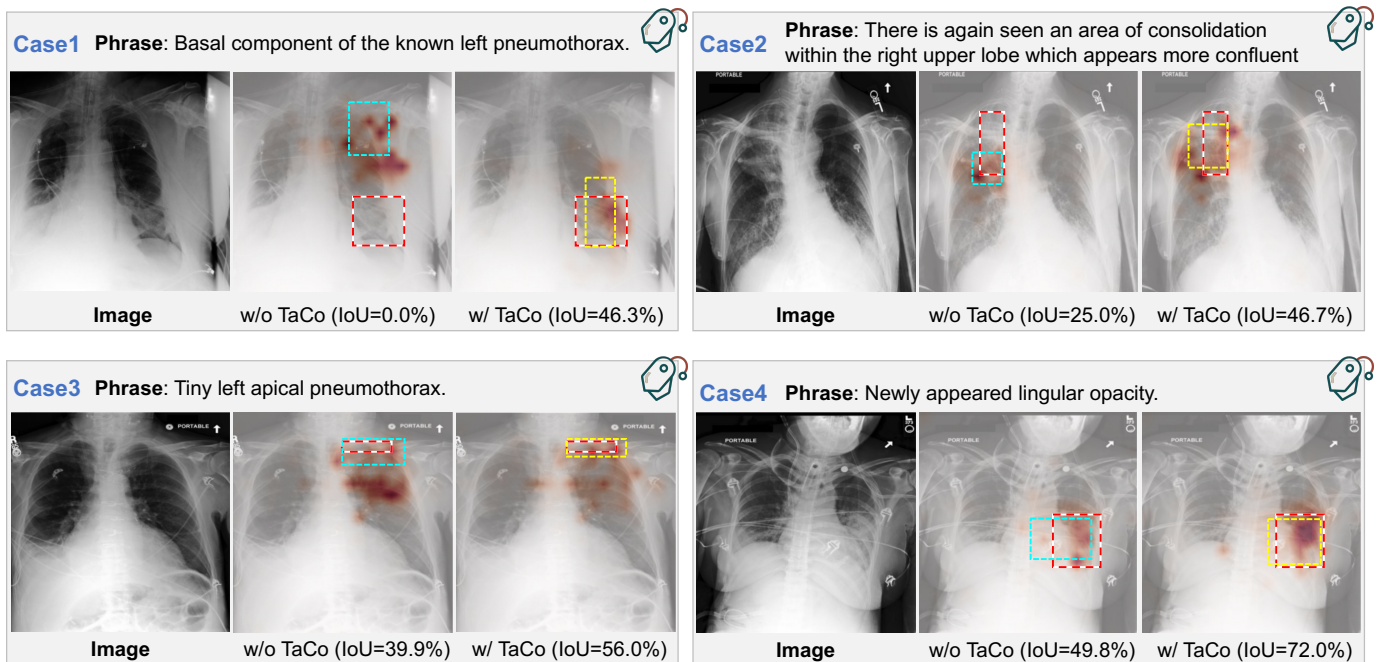 Case1 Phrase: Basal component of the known left pneumothorax.
Image w/o TaCo (IoU=0.0%) w/ TaCo (IoU=46.3%)
Case2 Phrase: There is again seen an area of consolidation
within the right upper lobe which appears more confluent
PORTABLE PORTABLE PORTABLE
Image w/o TaCo (IoU=25.0%) w/ TaCo (IoU=46.7%)
Case3 Phrase: Tiny left apical pneumothorax.
PORTABLE PORTABLE PORTABLE
Image w/o TaCo (IoU=39.9%) w/ TaCo (IoU=56.0%)
Case4 Phrase: Newly appeared lingular opacity.
PORTABLE PORTABLE PORTABLE
Image w/o TaCo (IoU=49.8%) w/ TaCo (IoU=72.0%)